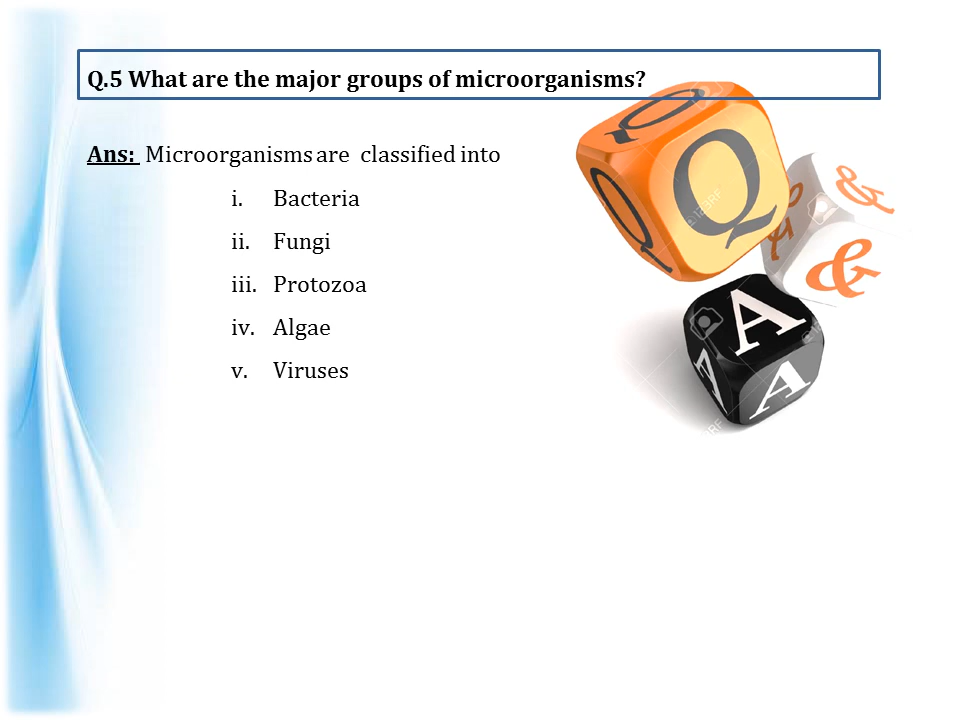 Q.5 What are the major groups of microorganisms?
Ans: Microorganisms are classified into
i. Bacteria
ii. Fungi
iii. Protozoa
iv. Algae
v. Viruses
Q
Q
Q
&
&
&
A
A
A
123RF